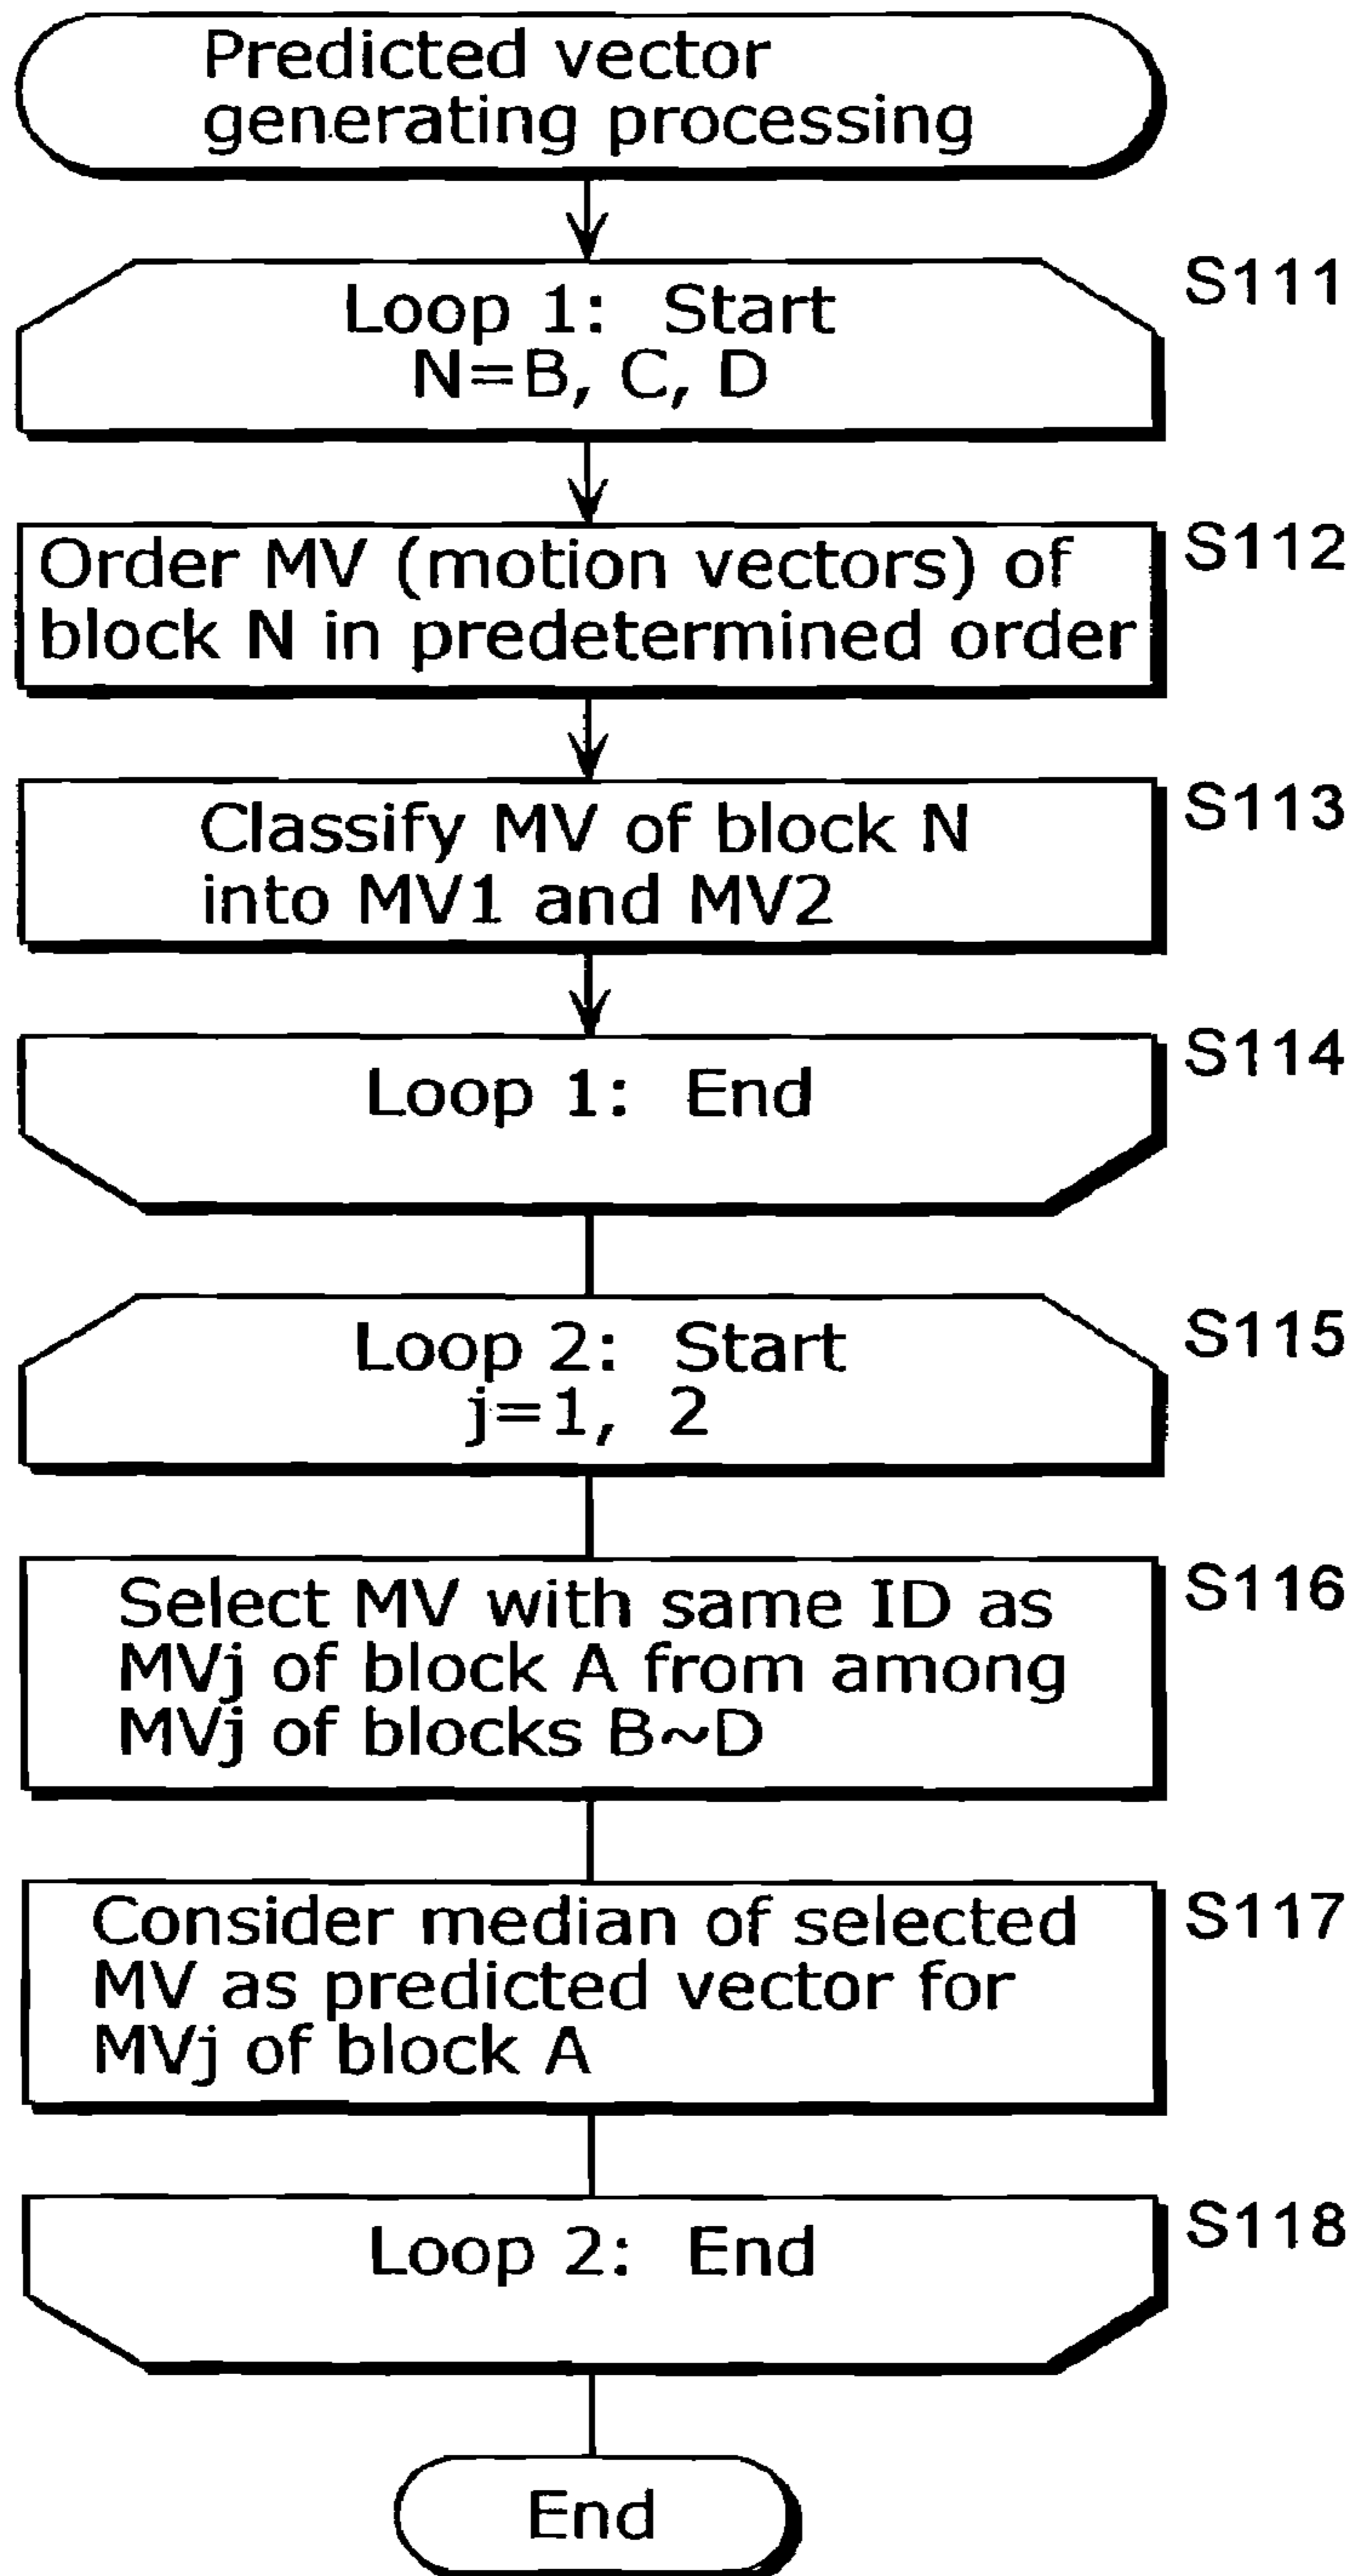 Predicted vector
generating processing
S111
Loop 1: Start
N=B, C, D
S112
Order MV (motion vectors) of
block N in predetermined order
S113
Classify MV of block N
into MV1 and MV2
S114
Loop 1: End
S115
Loop 2: Start
j=1, 2
S116
Select MV with same ID as
MVj of block A from among
MVj of blocks B~D
S117
Consider median of selected
MV as predicted vector for
MVj of block A
S118
Loop 2: End
End